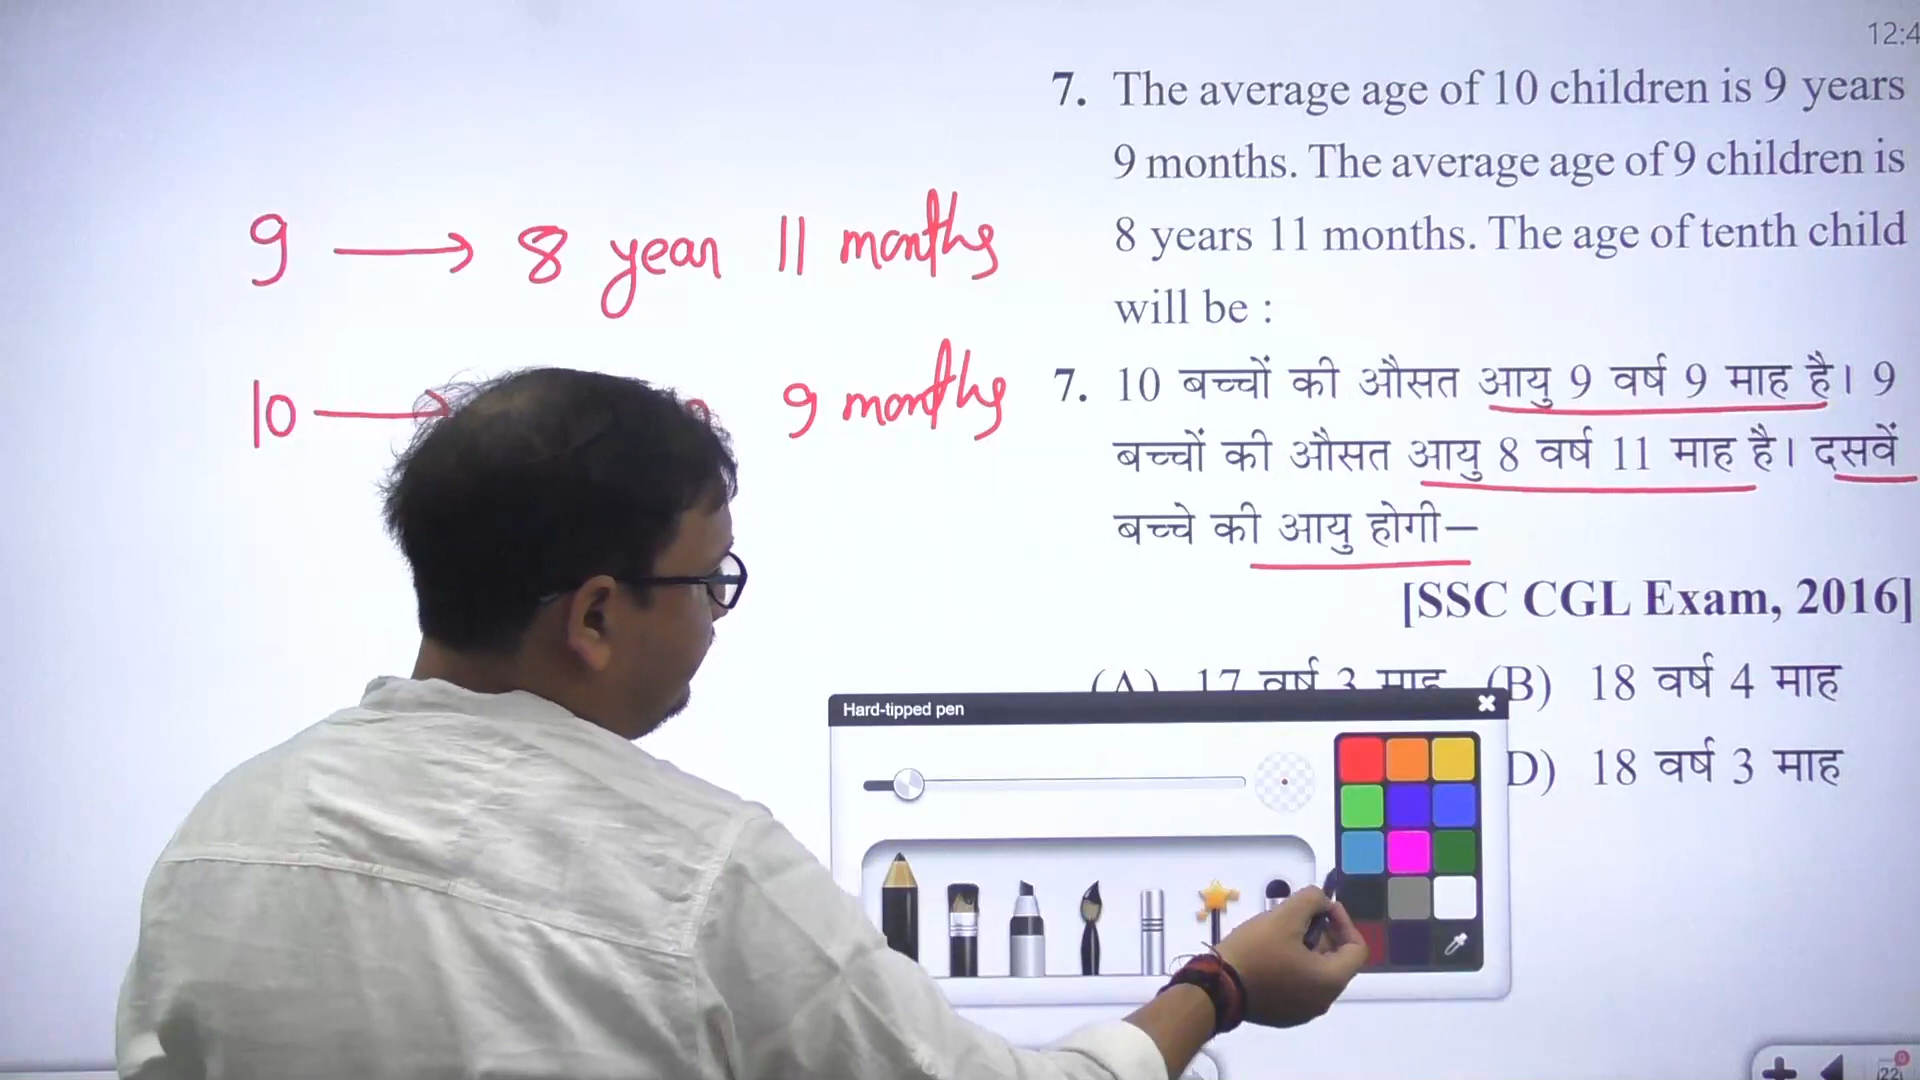 12:4
7. The average age of 10 children is 9 years
9 months. The average age of 9 children is
8 years 11 months. The age of tenth child
will be :
9 → 8 year 11 months
10 → 9 months
7. 10 बच्चों की औसत आयु 9 वर्ष 9 माह है। 9
बच्चों की औसत आयु 8 वर्ष 11 माह है। दसवें
बच्चे की आयु होगी–
[SSC CGL Exam, 2016]
(A) 17 वर्ष 3 माह (B) 18 वर्ष 4 माह
D) 18 वर्ष 3 माह
Hard-tipped pen